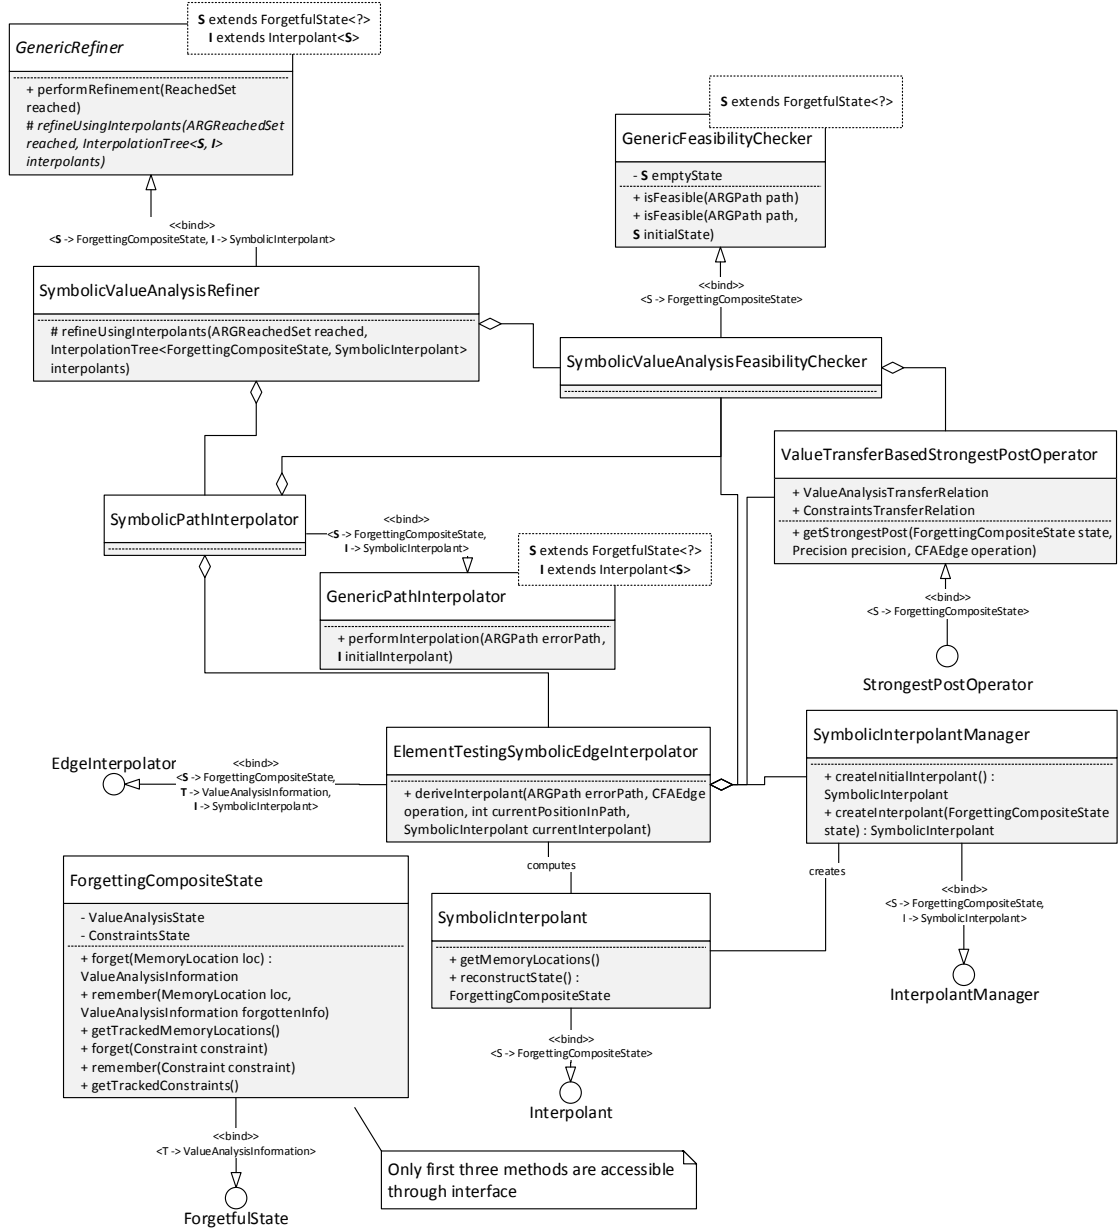 S extends ForgetfulState<?>
I extends Interpolant<S>
GenericRefiner
+ performRefinement(ReachedSet
reached)
# refineUsingInterpolants(ARGReachedSet
reached, InterpolationTree<S, I>
interpolants)
<<bind>>
<S -> ForgettingCompositeState, I -> SymbolicInterpolant>
S extends ForgetfulState<?>
GenericFeasibilityChecker
- S emptyState
+ isFeasible(ARGPath path)
+ isFeasible(ARGPath path,
S initialState)
<<bind>>
<S -> ForgettingCompositeState>
SymbolicValueAnalysisRefiner
# refineUsingInterpolants(ARGReachedSet reached,
InterpolationTree<ForgettingCompositeState, SymbolicInterpolant>
interpolants)
SymbolicValueAnalysisFeasibilityChecker
ValueTransferBasedStrongestPostOperator
+ ValueAnalysisTransferRelation
+ ConstraintsTransferRelation
+ getStrongestPost(ForgettingCompositeState state,
Precision precision, CFAEdge operation)
<<bind>>
<S -> ForgettingCompositeState>
StrongestPostOperator
SymbolicPathInterpolator
<<bind>>
<S -> ForgettingCompositeState,
I -> SymbolicInterpolant>
S extends ForgetfulState<?>
I extends Interpolant<S>
GenericPathInterpolator
+ performInterpolation(ARGPath errorPath,
I initialInterpolant)
EdgeInterpolator
<<bind>>
<S -> ForgettingCompositeState,
T -> ValueAnalysisInformation,
I -> SymbolicInterpolant>
ElementTestingSymbolicEdgeInterpolator
+ deriveInterpolant(ARGPath errorPath, CFAEdge
operation, int currentPositionInPath,
SymbolicInterpolant currentInterpolant)
SymbolicInterpolantManager
+ createInitialInterpolant() :
SymbolicInterpolant
+ createInterpolant(ForgettingCompositeState
state) : SymbolicInterpolant
computes
creates
<<bind>>
<S -> ForgettingCompositeState,
I -> SymbolicInterpolant>
InterpolantManager
ForgettingCompositeState
- ValueAnalysisState
- ConstraintsState
+ forget(MemoryLocation loc) :
ValueAnalysisInformation
+ remember(MemoryLocation loc,
ValueAnalysisInformation forgottenInfo)
+ getTrackedMemoryLocations()
+ forget(Constraint constraint)
+ remember(Constraint constraint)
+ getTrackedConstraints()
SymbolicInterpolant
+ getMemoryLocations()
+ reconstructState() :
ForgettingCompositeState
<<bind>>
<S -> ForgettingCompositeState>
Interpolant
<<bind>>
<T -> ValueAnalysisInformation>
ForgetfulState
Only first three methods are accessible
through interface